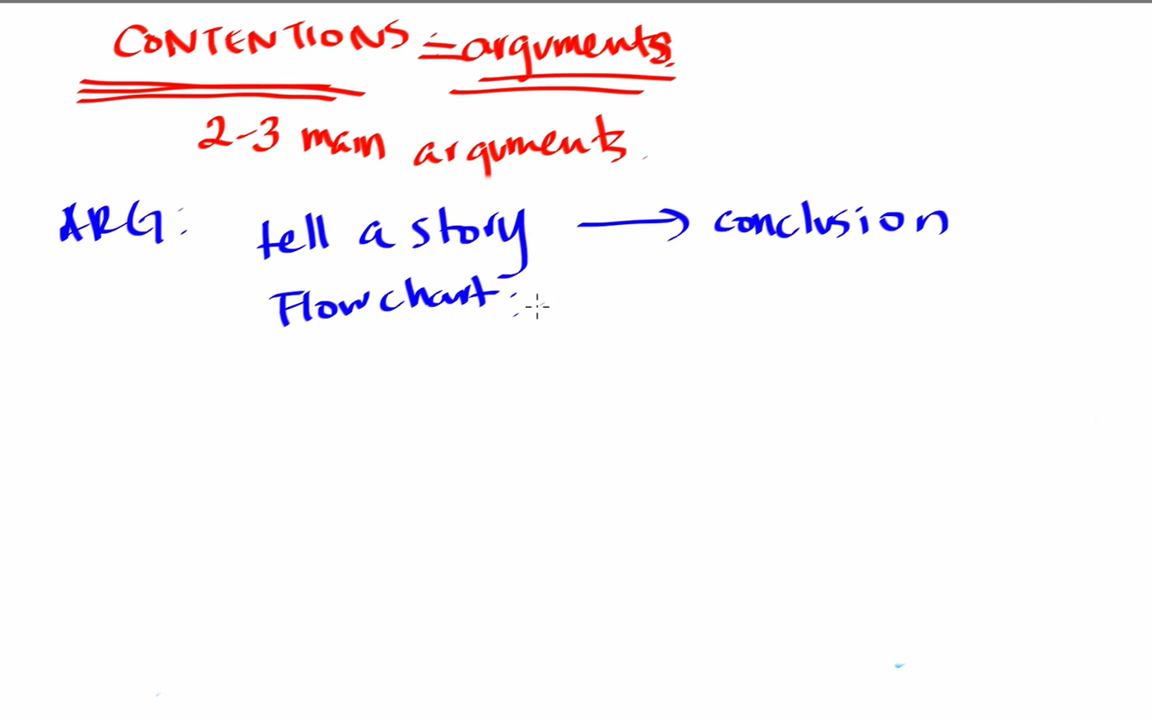 CONTENTIONS = arguments.
2-3 main arguments.
ARG: tell a story → conclusion
Flowchart: